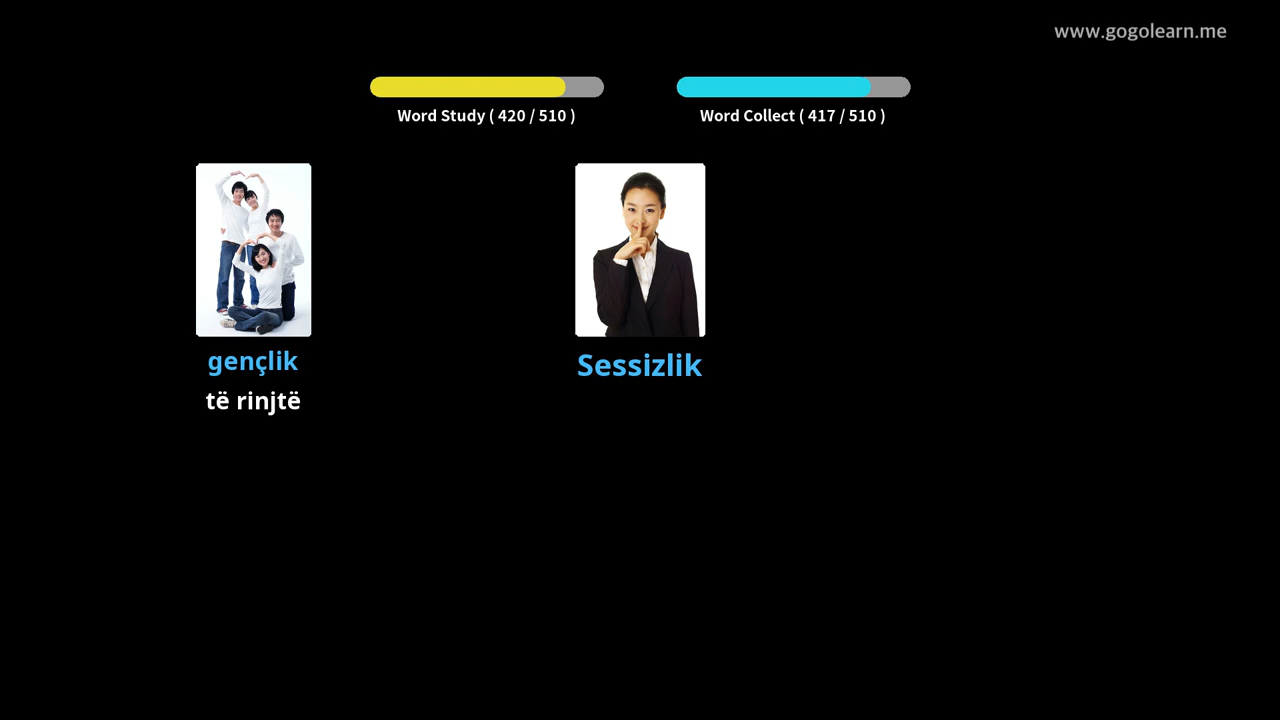 www.gogolearn.me
Word Study ( 420 / 510 )
Word Collect ( 417 / 510 )
gençlik
të rinjtë
Sessizlik